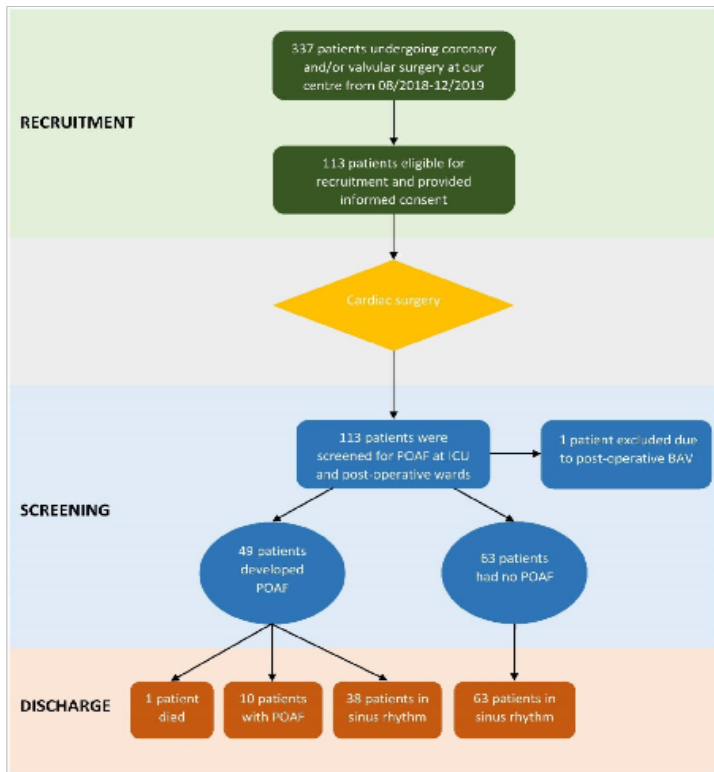 337 patients undergoing coronary
and/or valvular surgery at our
centre from 08/2018-12/2019
RECRUITMENT
113 patients eligible for
recruitment and provided
informed consent
Cardiac surgery
113 patients were
screened for POAF at ICU
and post-operative wards
1 patient excluded due
to post-operative BAV
SCREENING
49 patients
developed
POAF
63 patients
had no POAF
DISCHARGE
1 patient
died
10 patients
with POAF
38 patients in
sinus rhythm
63 patients in
sinus rhythm